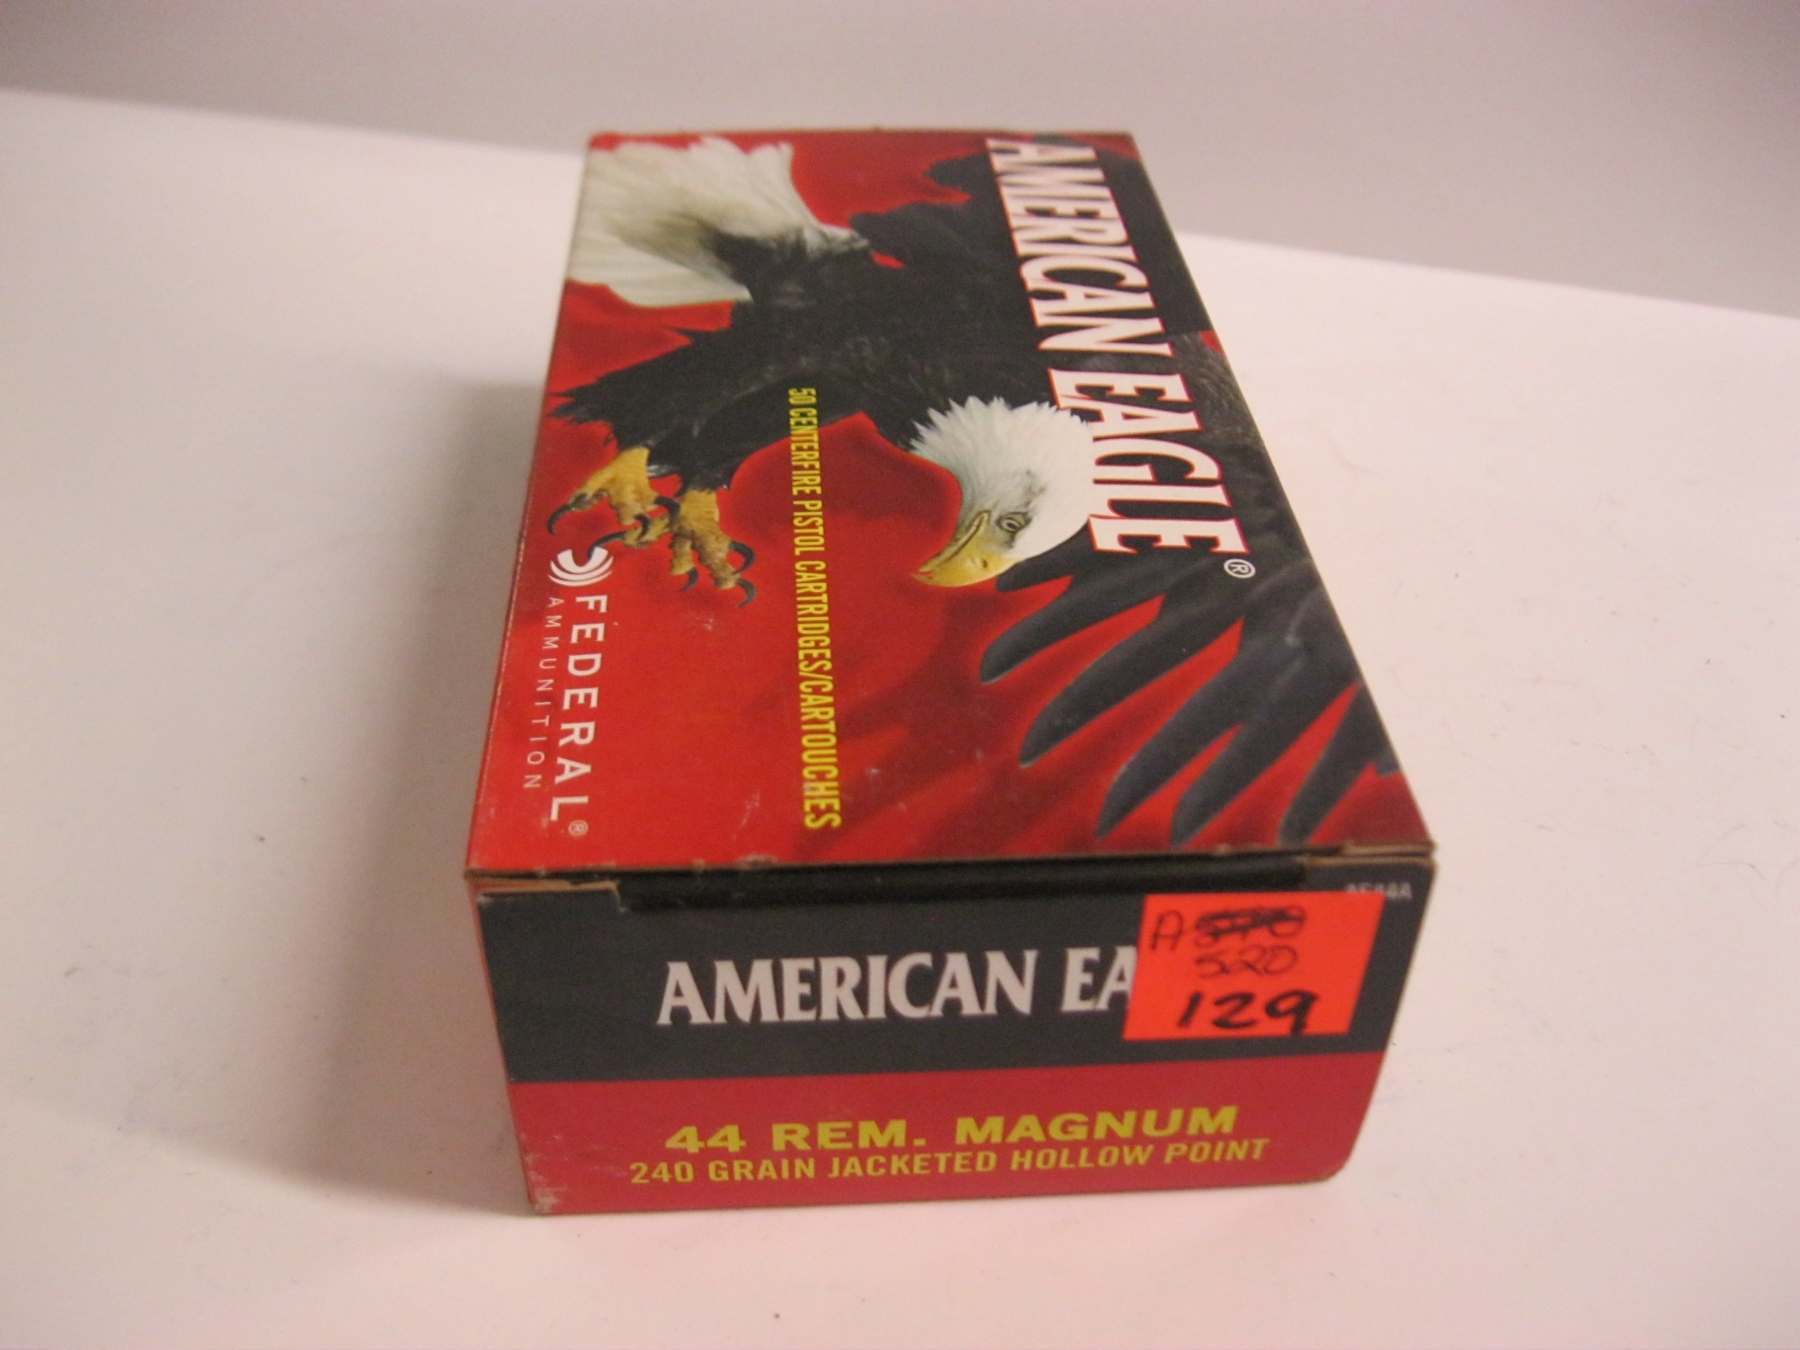 AMERICAN EAGLE®
50 CENTERFIRE PISTOL CARTRIDGES/CARTOUCHES
FEDERAL®
AMMUNITION
AE44A
AMERICAN EA
A
520
129
44 REM. MAGNUM
240 GRAIN JACKETED HOLLOW POINT